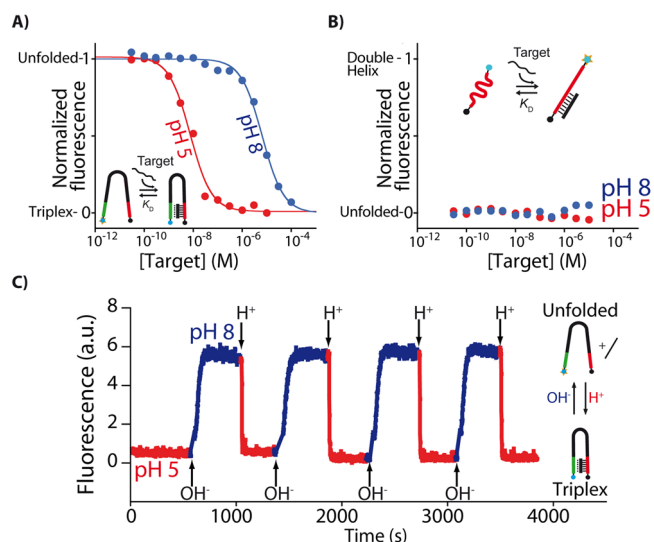 A)
Unfolded-1
Normalized
fluorescence
Triplex- 0
pH 5
pH 8
Target
KD
10-12
10-10
10-8
10-6
10-4
[Target] (M)
B)
Double - 1
Helix
Normalized
fluorescence
Unfolded-0
Target
KD
pH 8
pH 5
10-12
10-10
10-8
10-6
10-4
[Target] (M)
C)
Fluorescence (a.u.)
8
6
4
2
0
pH 8
pH 5
H+
H+
H+
H+
OH-
OH-
OH-
OH-
0
1000
2000
3000
4000
Time (s)
Unfolded
+/
OH-
H+
Triplex